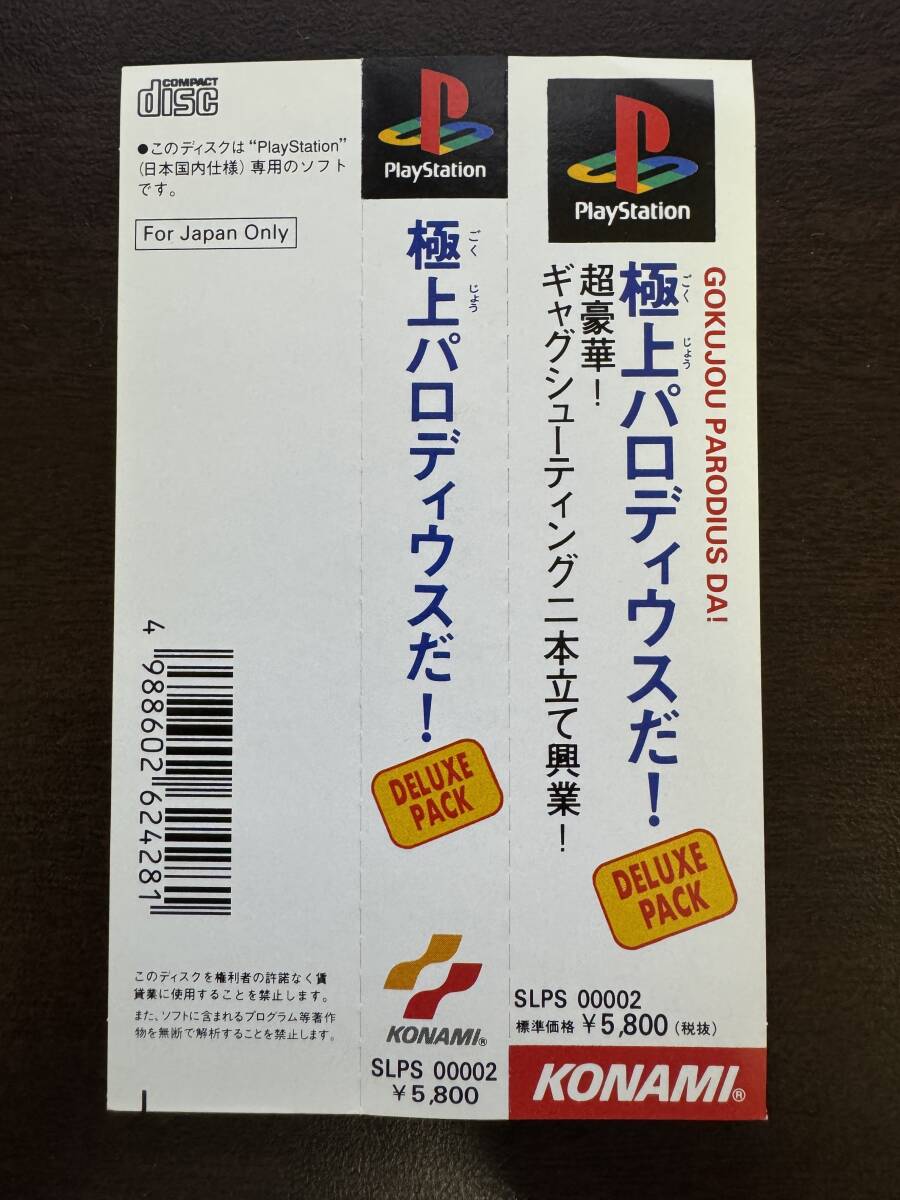 COMPACT
disc
●このディスクは“PlayStation”
(日本国内仕様)専用のソフト
です。
For Japan Only
4 988602 624281
このディスクを権利者の許諾なく賃
貸業に使用することを禁止します。
また、ソフトに含まれるプログラム等著作
物を無断で解析することを禁止します。
PlayStation
極上パロディウスだ!
ごく じょう
DELUXE
PACK
KONAMI®
SLPS 00002
¥5,800
PlayStation
GOKUJOU PARODIUS DA!
極上パロディウスだ!
ごく じょう
超豪華!
ギャグシューティング二本立て興業!
DELUXE
PACK
SLPS 00002
標準価格 ¥5,800(税抜)
KONAMI®